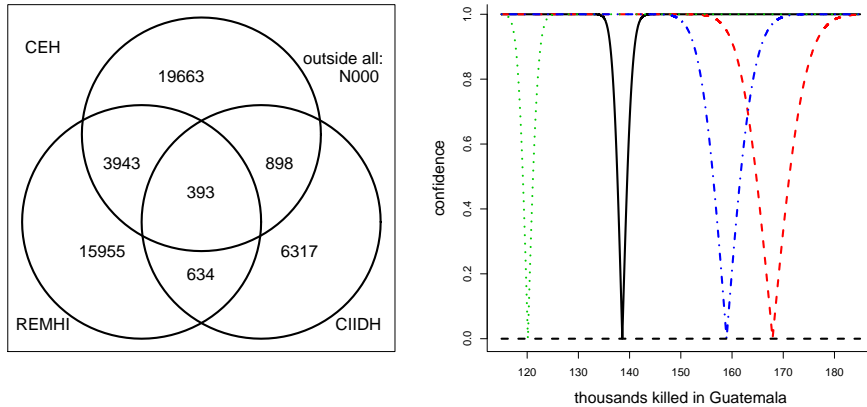 CEH
outside all:
N000
19663
3943
898
393
15955
634
6317
REMHI
CIIDH
confidence
1.0
0.8
0.6
0.4
0.2
0.0
120 130 140 150 160 170 180
thousands killed in Guatemala